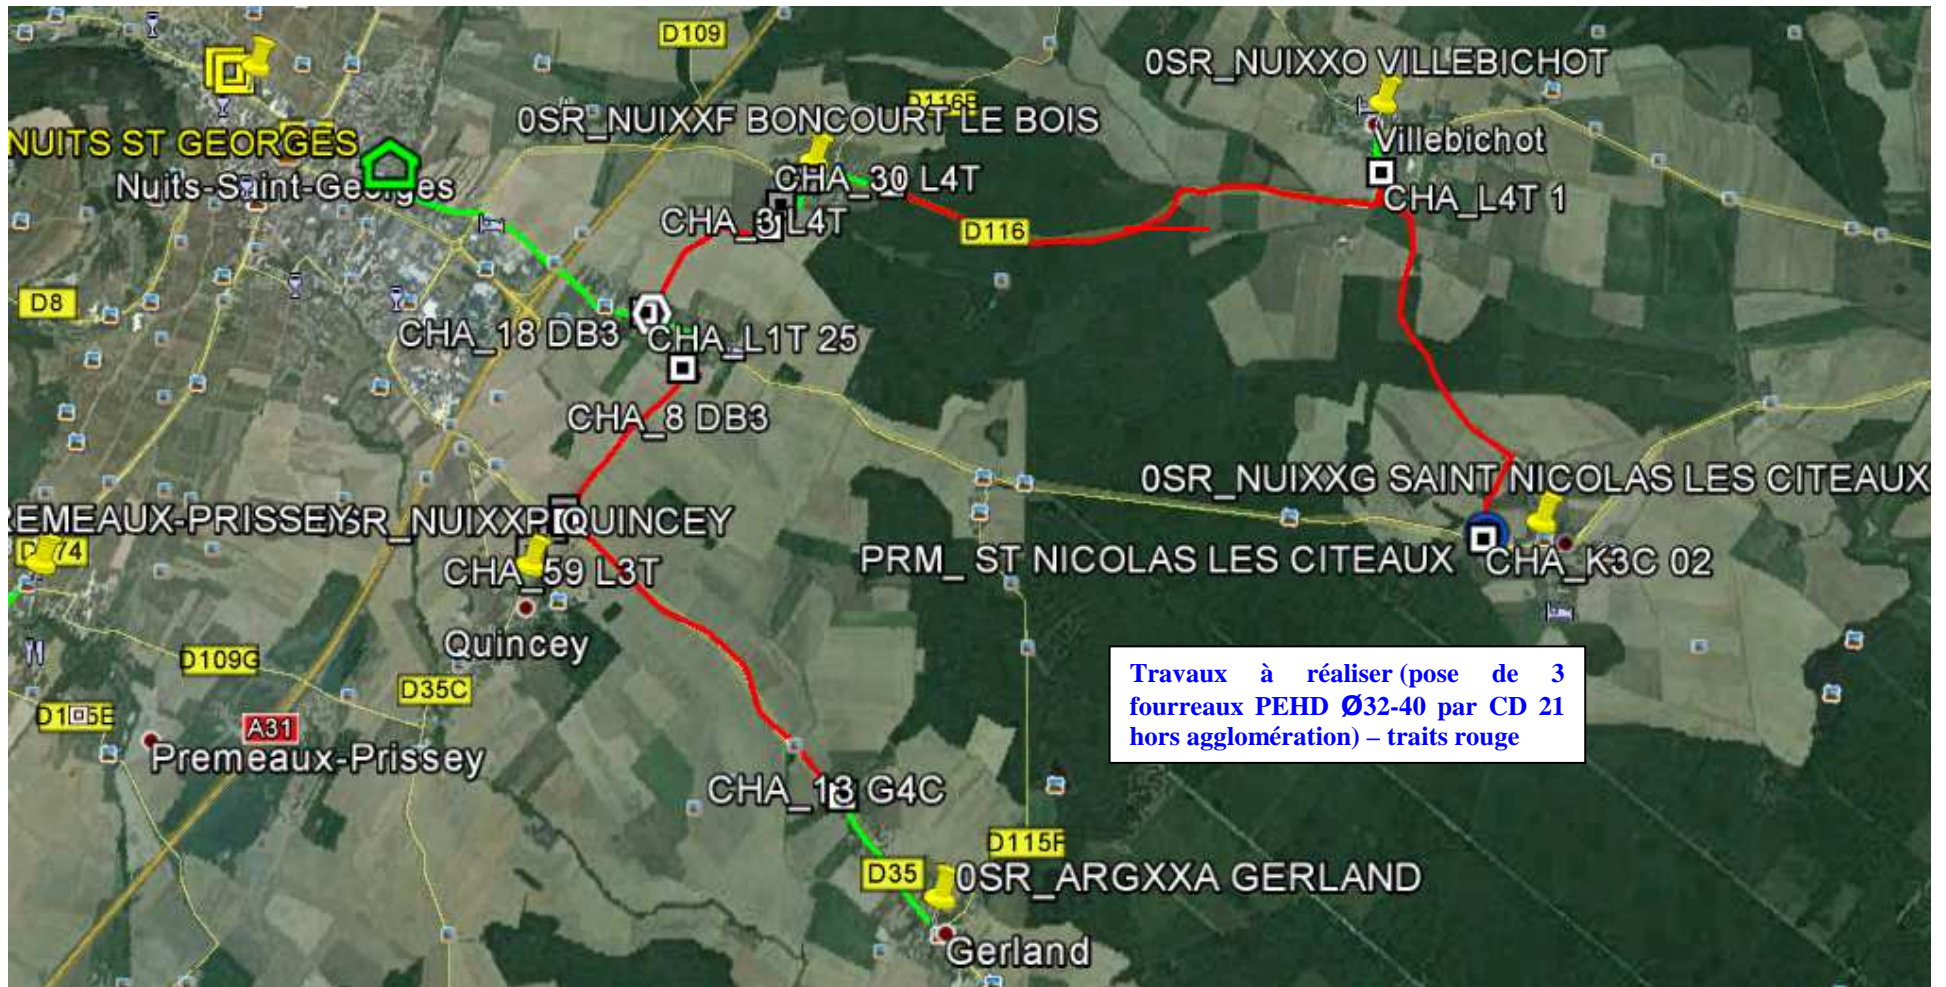 D109
0SR_NUIXXO VILLEBICHOT
0SR_NUIXXF BONCOURT LE BOIS
NUITS ST GEORGES
Villebichot
Nuits-Saint-Georges
CHA_30 L4T
CHA_L4T 1
CHA_3 L4T
D116
D8
CHA_18 DB3
CHA_L1T 25
CHA_8 DB3
0SR_NUIXXG SAINT NICOLAS LES CITEAUX
REMEAUX-PRISSEY
SR_NUIXXP QUINCEY
PRM_ ST NICOLAS LES CITEAUX
CHA_K3C 02
CHA_59 L3T
Quincey
D109G
D35C
Travaux à réaliser (pose de 3
fourreaux PEHD Ø32-40 par CD 21
hors agglomération) – traits rouge
A31
Premeaux-Prissey
CHA_13 G4C
D115F
D35
0SR_ARGXXA GERLAND
Gerland